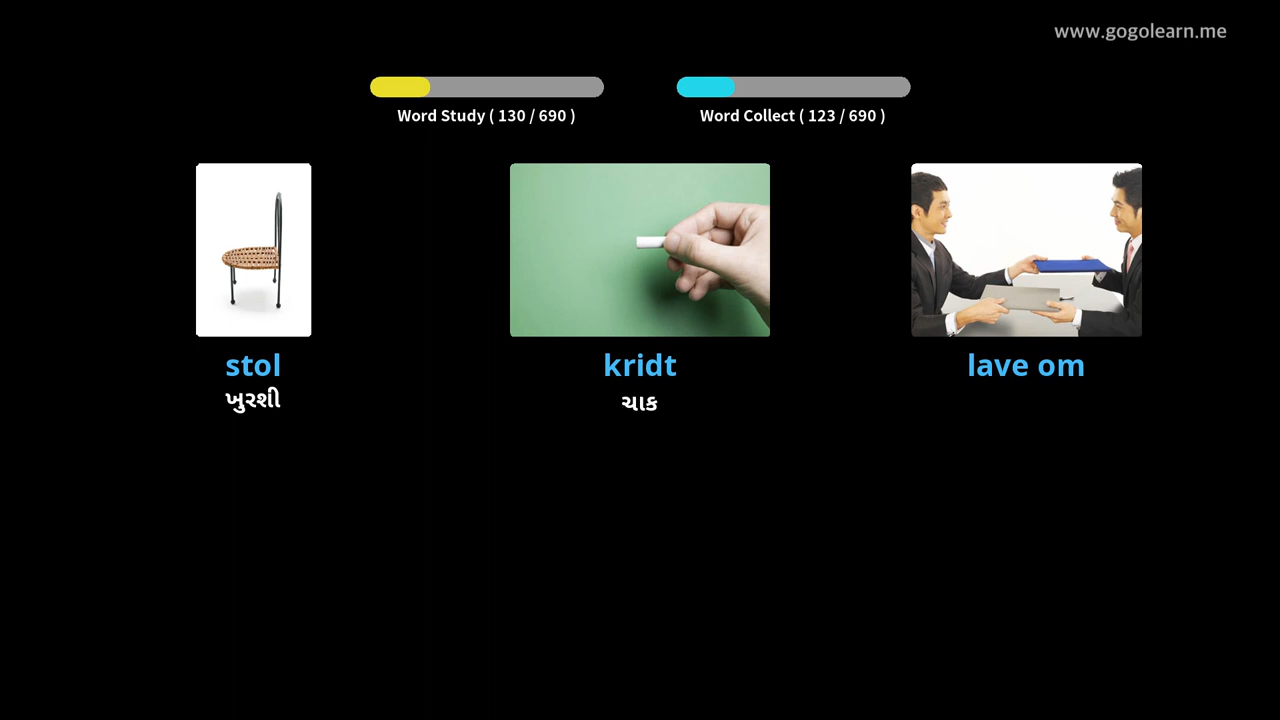 www.gogolearn.me
Word Study ( 130 / 690 )
Word Collect ( 123 / 690 )
stol
kridt
lave om
ખુરશી
ચાક